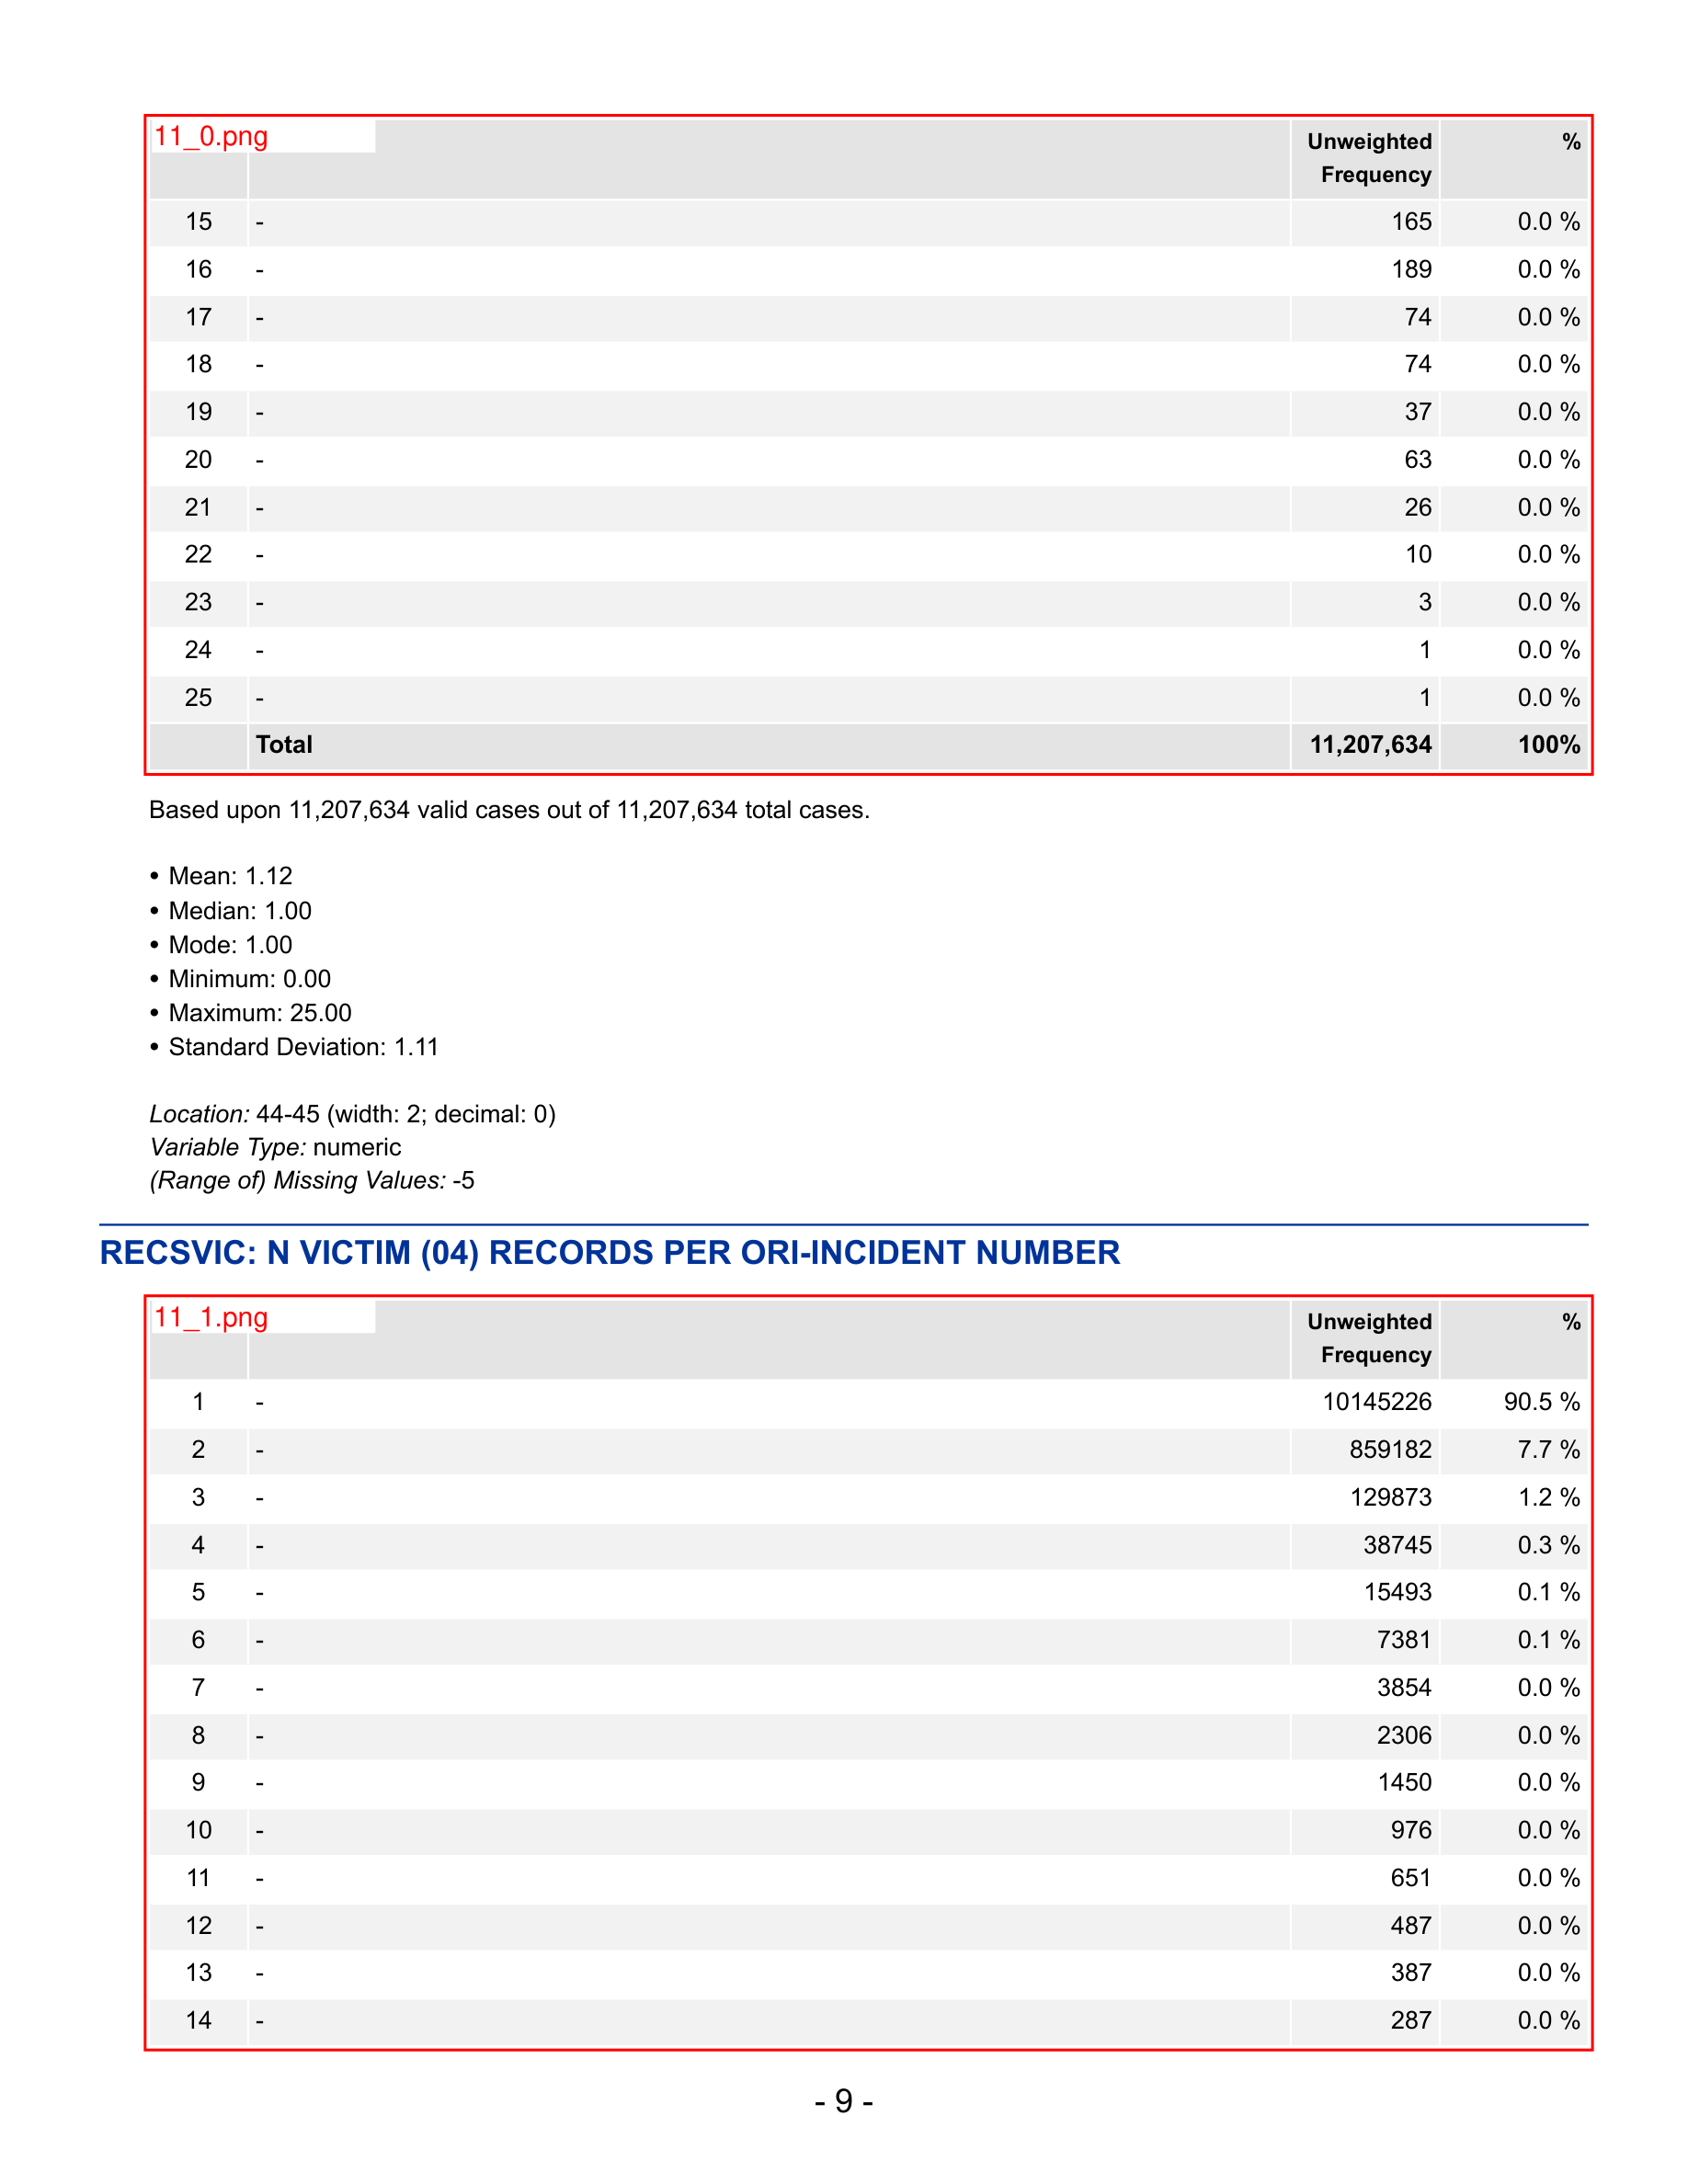 11_0.png
Unweighted Frequency %
15 - 165 0.0 %
16 - 189 0.0 %
17 - 74 0.0 %
18 - 74 0.0 %
19 - 37 0.0 %
20 - 63 0.0 %
21 - 26 0.0 %
22 - 10 0.0 %
23 - 3 0.0 %
24 - 1 0.0 %
25 - 1 0.0 %
Total 11,207,634 100%
Based upon 11,207,634 valid cases out of 11,207,634 total cases.
• Mean: 1.12
• Median: 1.00
• Mode: 1.00
• Minimum: 0.00
• Maximum: 25.00
• Standard Deviation: 1.11
Location: 44-45 (width: 2; decimal: 0)
Variable Type: numeric
(Range of) Missing Values: -5
RECSVIC: N VICTIM (04) RECORDS PER ORI-INCIDENT NUMBER
11_1.png
Unweighted Frequency %
1 - 10145226 90.5 %
2 - 859182 7.7 %
3 - 129873 1.2 %
4 - 38745 0.3 %
5 - 15493 0.1 %
6 - 7381 0.1 %
7 - 3854 0.0 %
8 - 2306 0.0 %
9 - 1450 0.0 %
10 - 976 0.0 %
11 - 651 0.0 %
12 - 487 0.0 %
13 - 387 0.0 %
14 - 287 0.0 %
- 9 -